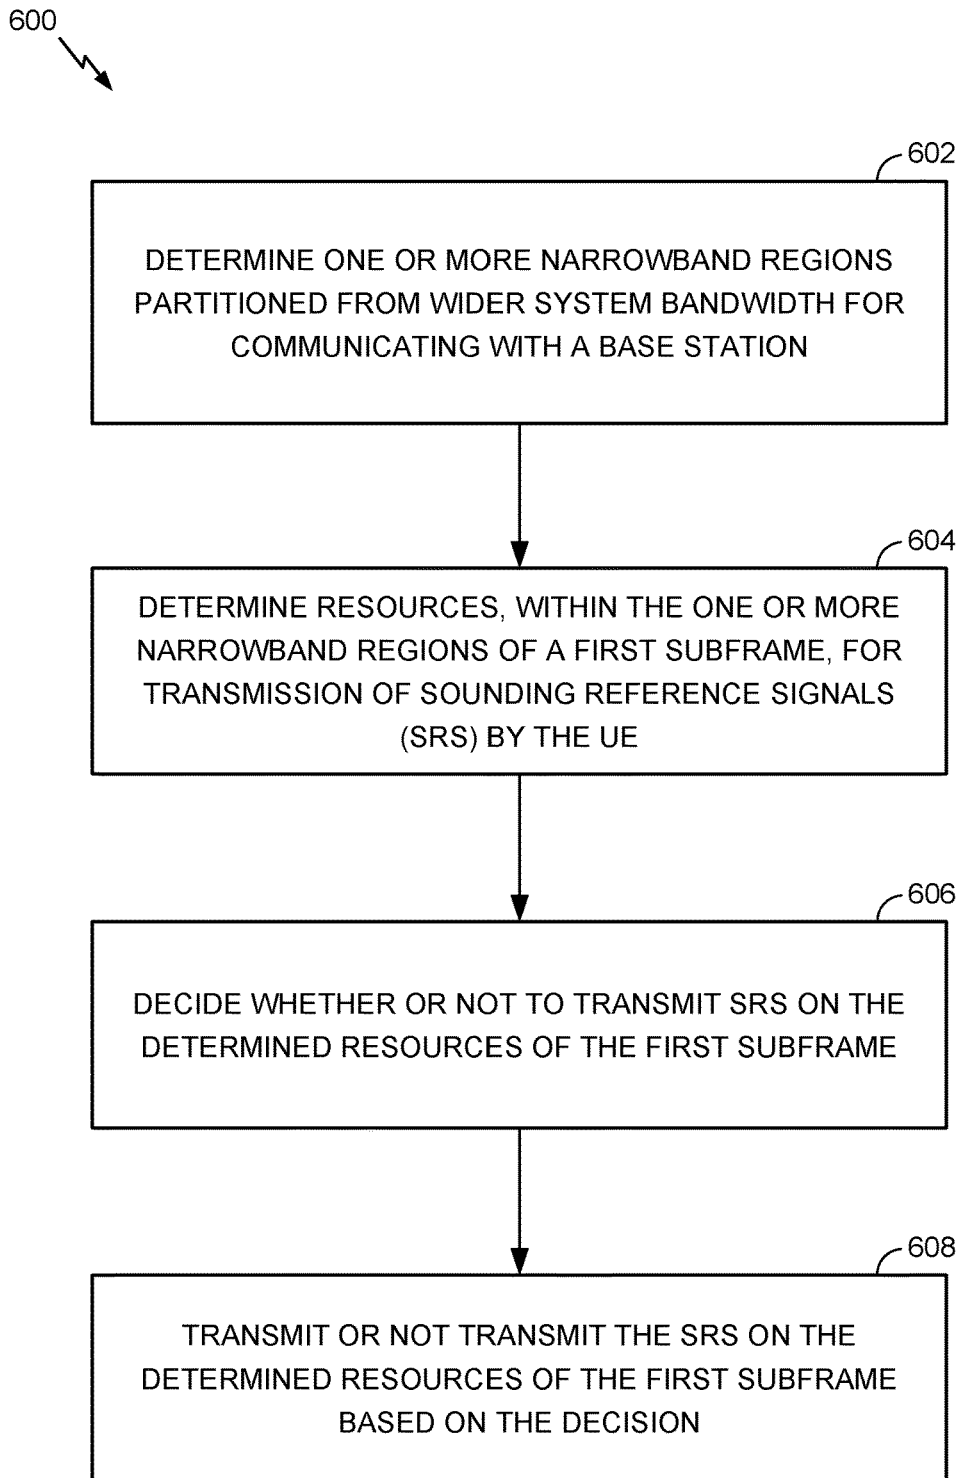 600
602
DETERMINE ONE OR MORE NARROWBAND REGIONS
PARTITIONED FROM WIDER SYSTEM BANDWIDTH FOR
COMMUNICATING WITH A BASE STATION
604
DETERMINE RESOURCES, WITHIN THE ONE OR MORE
NARROWBAND REGIONS OF A FIRST SUBFRAME, FOR
TRANSMISSION OF SOUNDING REFERENCE SIGNALS
(SRS) BY THE UE
606
DECIDE WHETHER OR NOT TO TRANSMIT SRS ON THE
DETERMINED RESOURCES OF THE FIRST SUBFRAME
608
TRANSMIT OR NOT TRANSMIT THE SRS ON THE
DETERMINED RESOURCES OF THE FIRST SUBFRAME
BASED ON THE DECISION